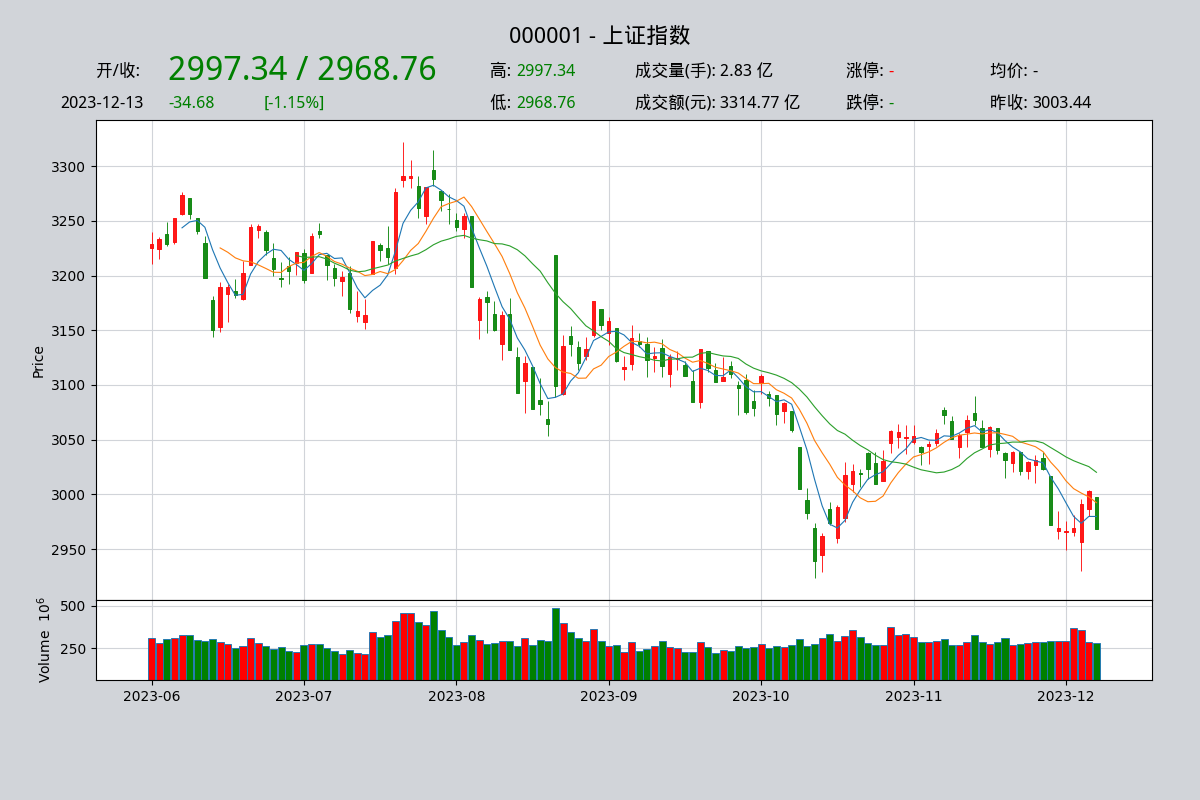 000001 - 上证指数
开/收: 2997.34 / 2968.76 高: 2997.34 成交量(手): 2.83 亿 涨停: - 均价: -
2023-12-13 -34.68 [-1.15%] 低: 2968.76 成交额(元): 3314.77 亿 跌停: - 昨收: 3003.44
3300
3250
3200
3150
3100
3050
3000
2950
Price
500
250
Volume 10^6
2023-06 2023-07 2023-08 2023-09 2023-10 2023-11 2023-12